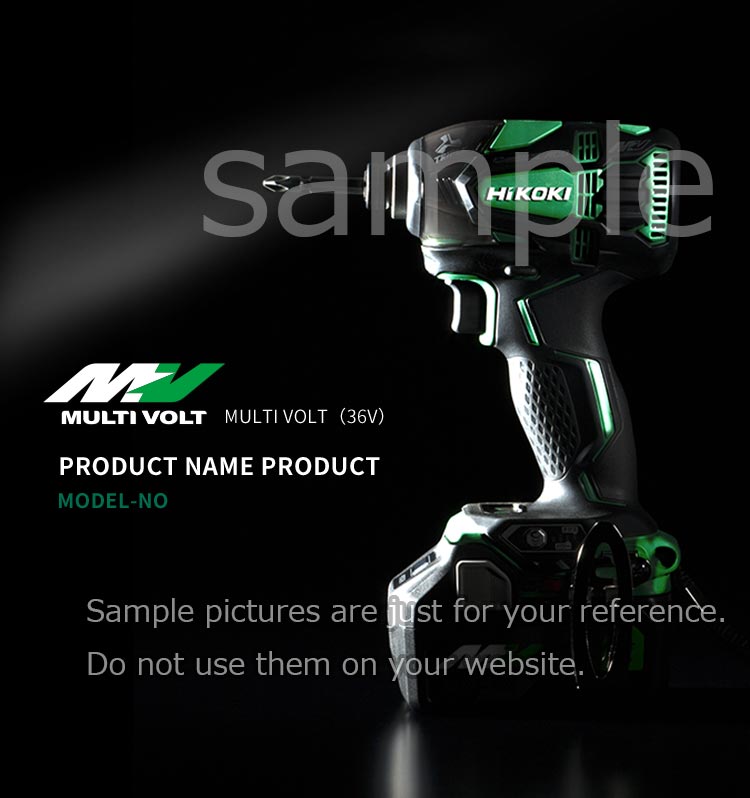 sample
HiKOKI
MV
MULTI VOLT MULTI VOLT（36V）
PRODUCT NAME PRODUCT
MODEL-NO
Sample pictures are just for your reference.
Do not use them on your website.